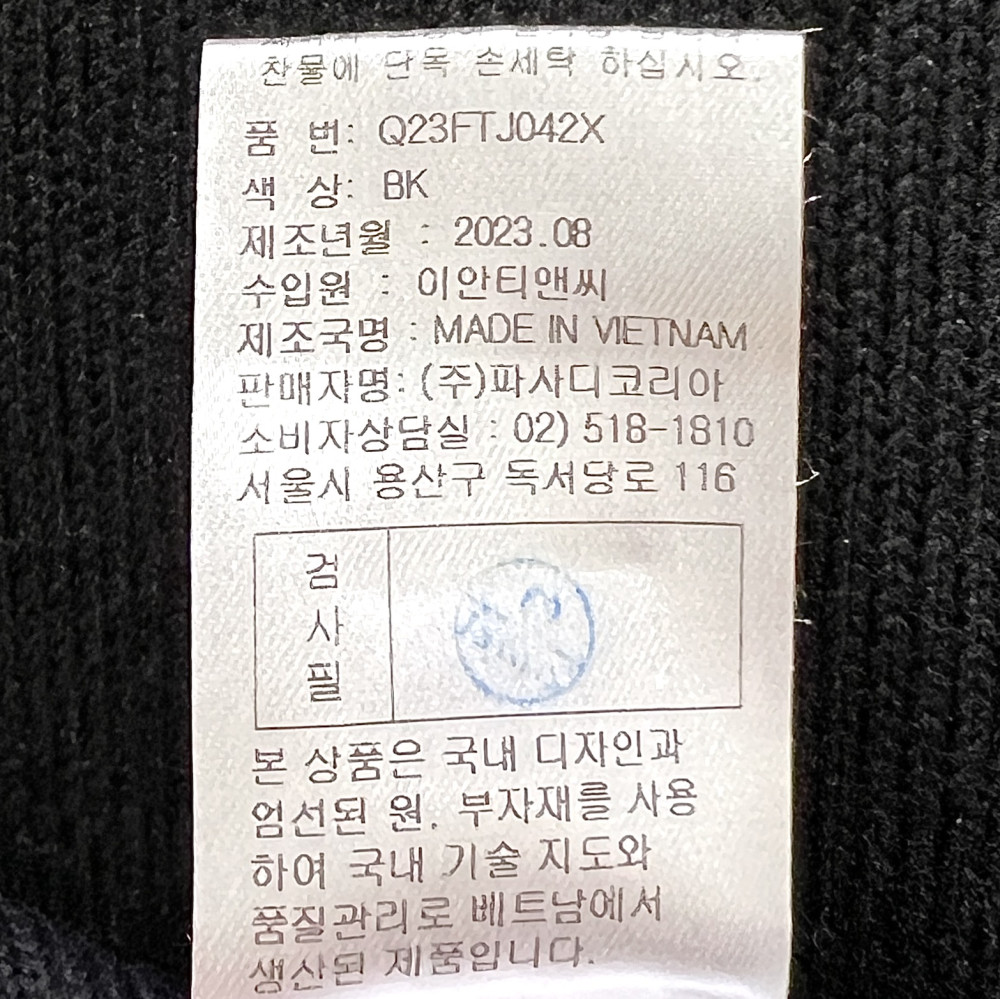 찬물에 단독 손세탁 하십시오.
품 번: Q23FTJ042X
색 상: BK
제조년월 : 2023.08
수입원 : 이안티앤씨
제조국명 : MADE IN VIETNAM
판매자명: (주)파사디코리아
소비자상담실 : 02) 518-1810
서울시 용산구 독서당로 116
검
사
필
본 상품은 국내 디자인과
엄선된 원, 부자재를 사용
하여 국내 기술 지도와
품질관리로 베트남에서
생산된 제품입니다.